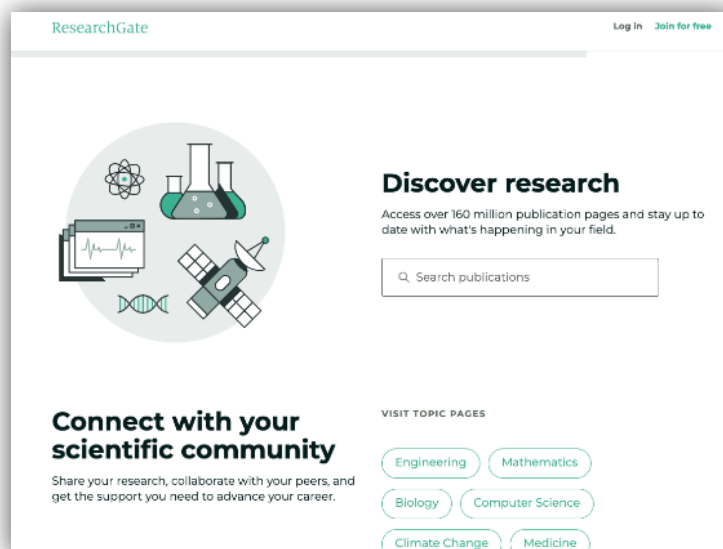 ResearchGate
Log in Join for free
Discover research
Access over 160 million publication pages and stay up to
date with what's happening in your field.
Search publications
Connect with your
scientific community
Share your research, collaborate with your peers, and
get the support you need to advance your career.
VISIT TOPIC PAGES
Engineering Mathematics
Biology Computer Science
Climate Change Medicine